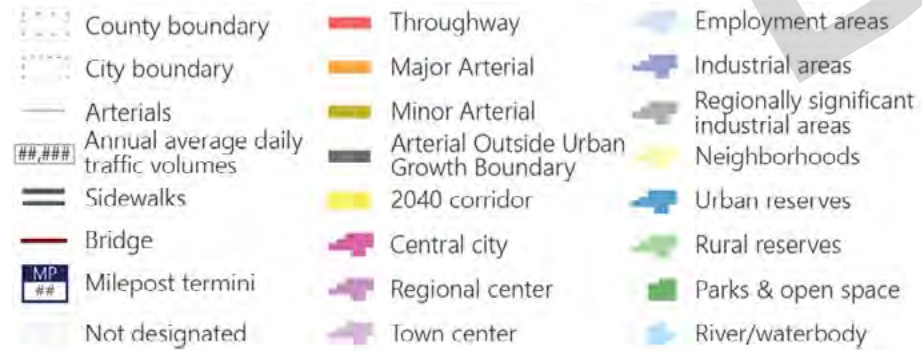 County boundary
City boundary
Arterials
##,###
Annual average daily
traffic volumes
Sidewalks
Bridge
MP
##
Milepost termini
Not designated
Throughway
Major Arterial
Minor Arterial
Arterial Outside Urban
Growth Boundary
2040 corridor
Central city
Regional center
Town center
Employment areas
Industrial areas
Regionally significant
industrial areas
Neighborhoods
Urban reserves
Rural reserves
Parks & open space
River/waterbody